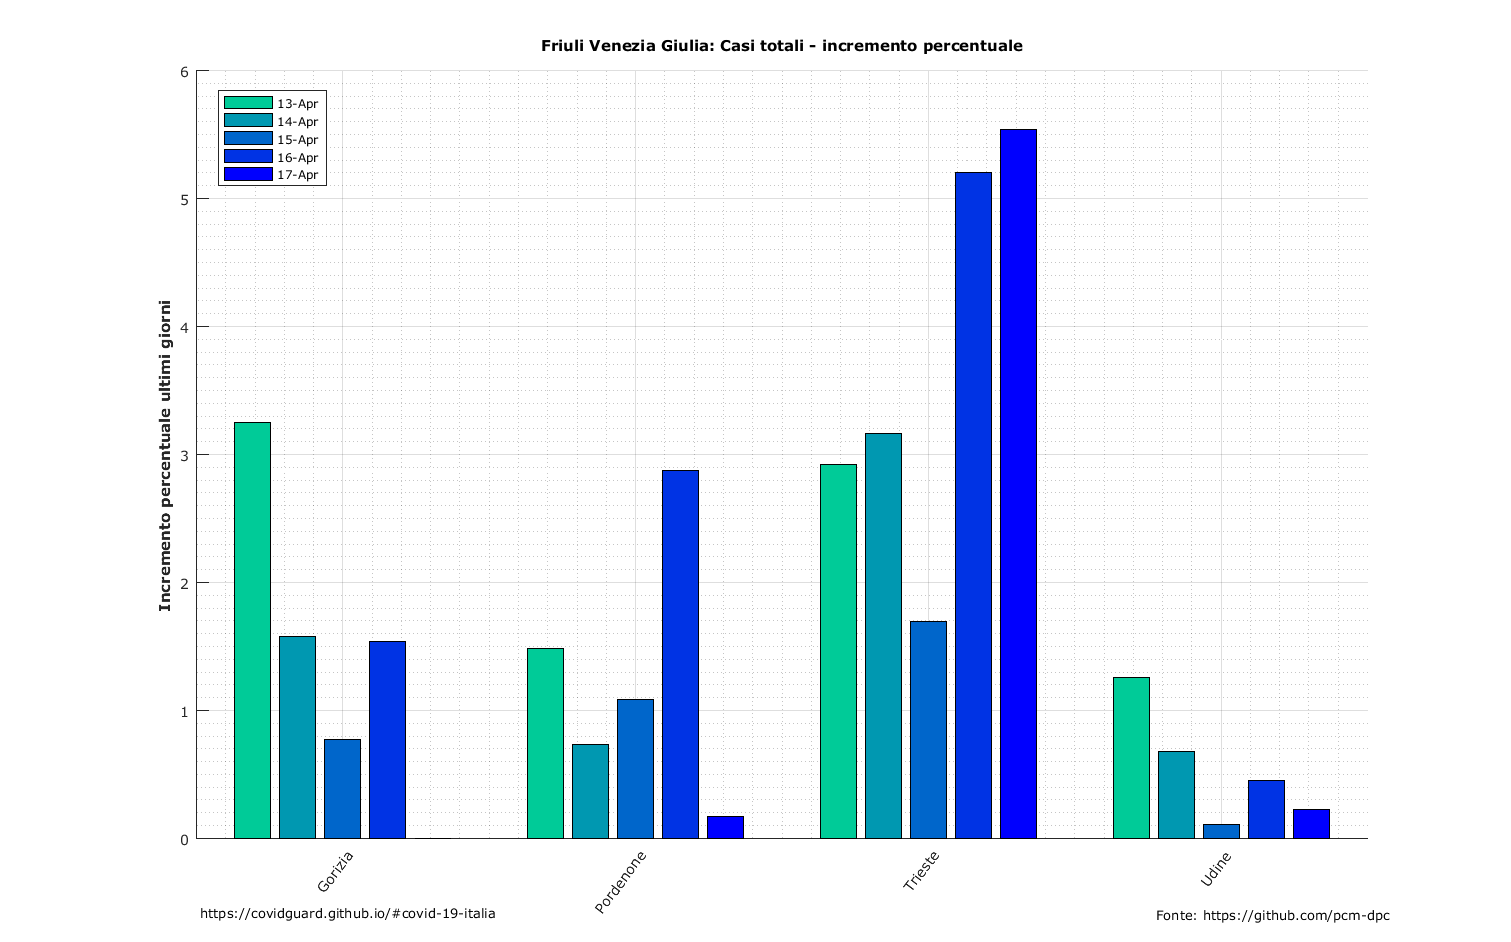 Friuli Venezia Giulia: Casi totali - incremento percentuale
6
5
4
3
2
1
0
Incremento percentuale ultimi giorni
13-Apr
14-Apr
15-Apr
16-Apr
17-Apr
Gorizia
Pordenone
Trieste
Udine
https://covidguard.github.io/#covid-19-italia
Fonte: https://github.com/pcm-dpc